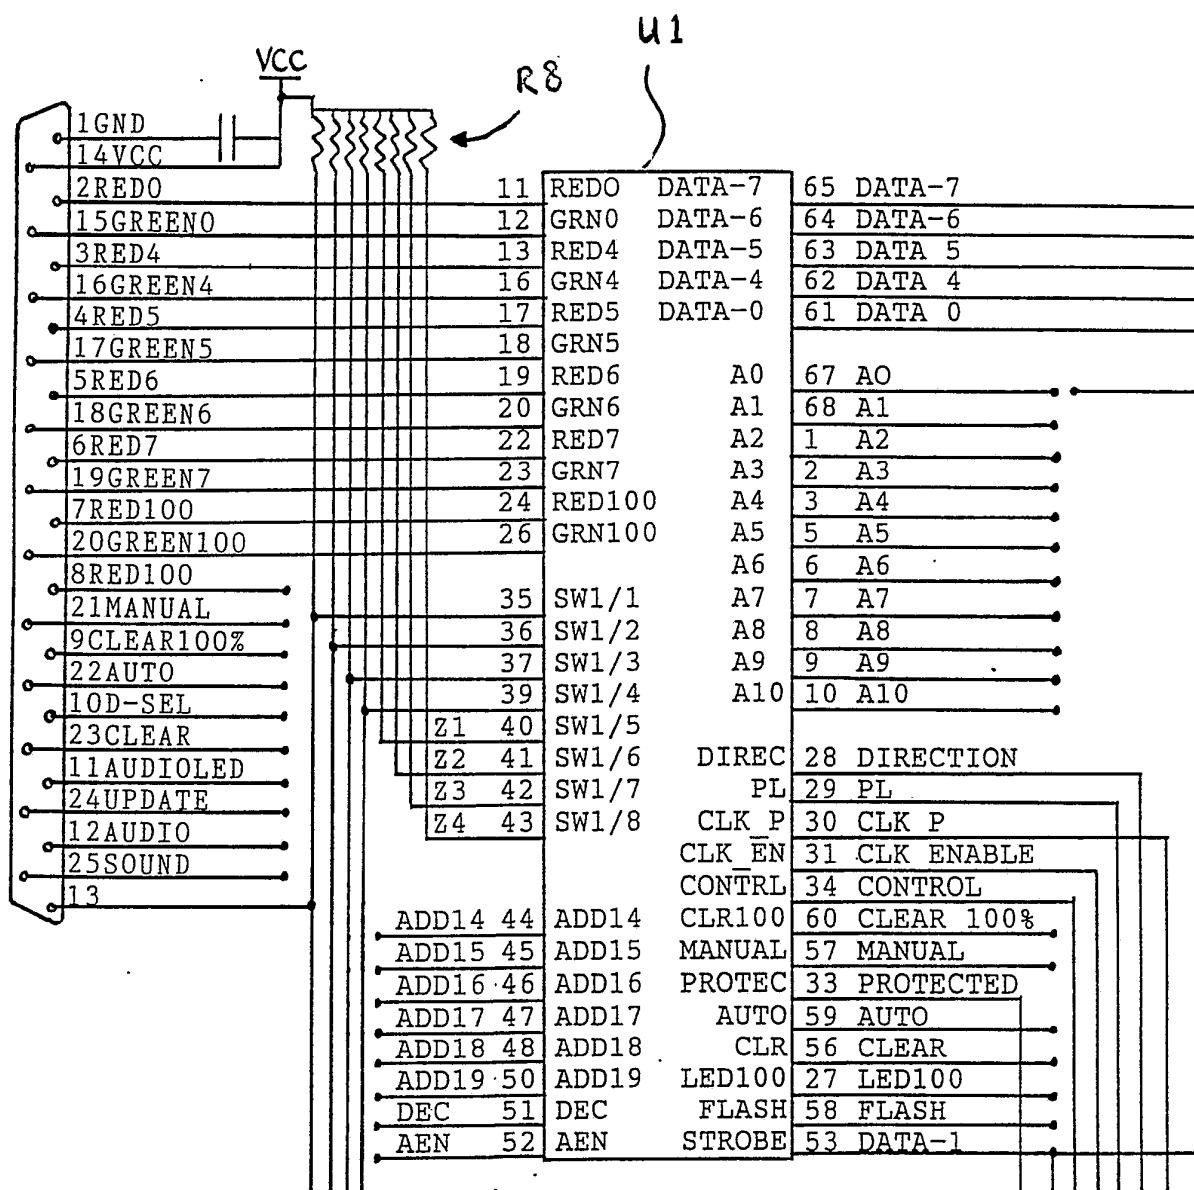 U1
VCC
R8
1GND
14VCC
2RED0
15GREEN0
3RED4
16GREEN4
4RED5
17GREEN5
5RED6
18GREEN6
6RED7
19GREEN7
7RED100
20GREEN100
8RED100
21MANUAL
9CLEAR100%
22AUTO
10D-SEL
23CLEAR
11AUDIOLED
24UPDATE
12AUDIO
25SOUND
13
11 RED0 DATA-7 65 DATA-7
12 GRN0 DATA-6 64 DATA-6
13 RED4 DATA-5 63 DATA 5
16 GRN4 DATA-4 62 DATA 4
17 RED5 DATA-0 61 DATA 0
18 GRN5
19 RED6 A0 67 A0
20 GRN6 A1 68 A1
22 RED7 A2 1 A2
23 GRN7 A3 2 A3
24 RED100 A4 3 A4
26 GRN100 A5 5 A5
A6 6 A6
35 SW1/1 A7 7 A7
36 SW1/2 A8 8 A8
37 SW1/3 A9 9 A9
39 SW1/4 A10 10 A10
Z1 40 SW1/5
Z2 41 SW1/6 DIREC 28 DIRECTION
Z3 42 SW1/7 PL 29 PL
Z4 43 SW1/8 CLK_P 30 CLK P
CLK_EN 31 CLK ENABLE
CONTRL 34 CONTROL
ADD14 44 ADD14 CLR100 60 CLEAR 100%
ADD15 45 ADD15 MANUAL 57 MANUAL
ADD16 46 ADD16 PROTEC 33 PROTECTED
ADD17 47 ADD17 AUTO 59 AUTO
ADD18 48 ADD18 CLR 56 CLEAR
ADD19 50 ADD19 LED100 27 LED100
DEC 51 DEC FLASH 58 FLASH
AEN 52 AEN STROBE 53 DATA-1